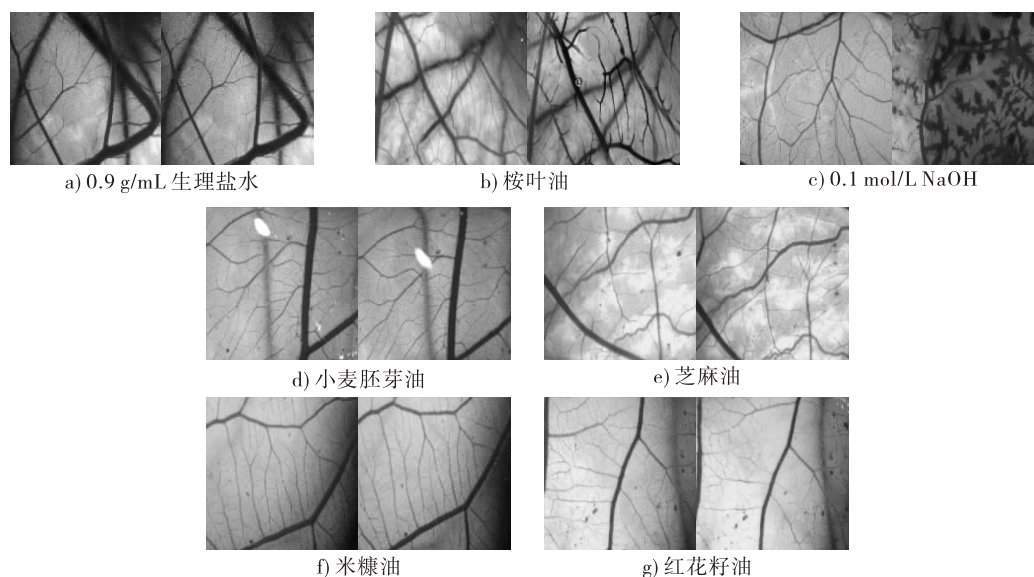 a) 0.9 g/mL 生理盐水
b) 桉叶油
c) 0.1 mol/L NaOH
d) 小麦胚芽油
e) 芝麻油
f) 米糠油
g) 红花籽油